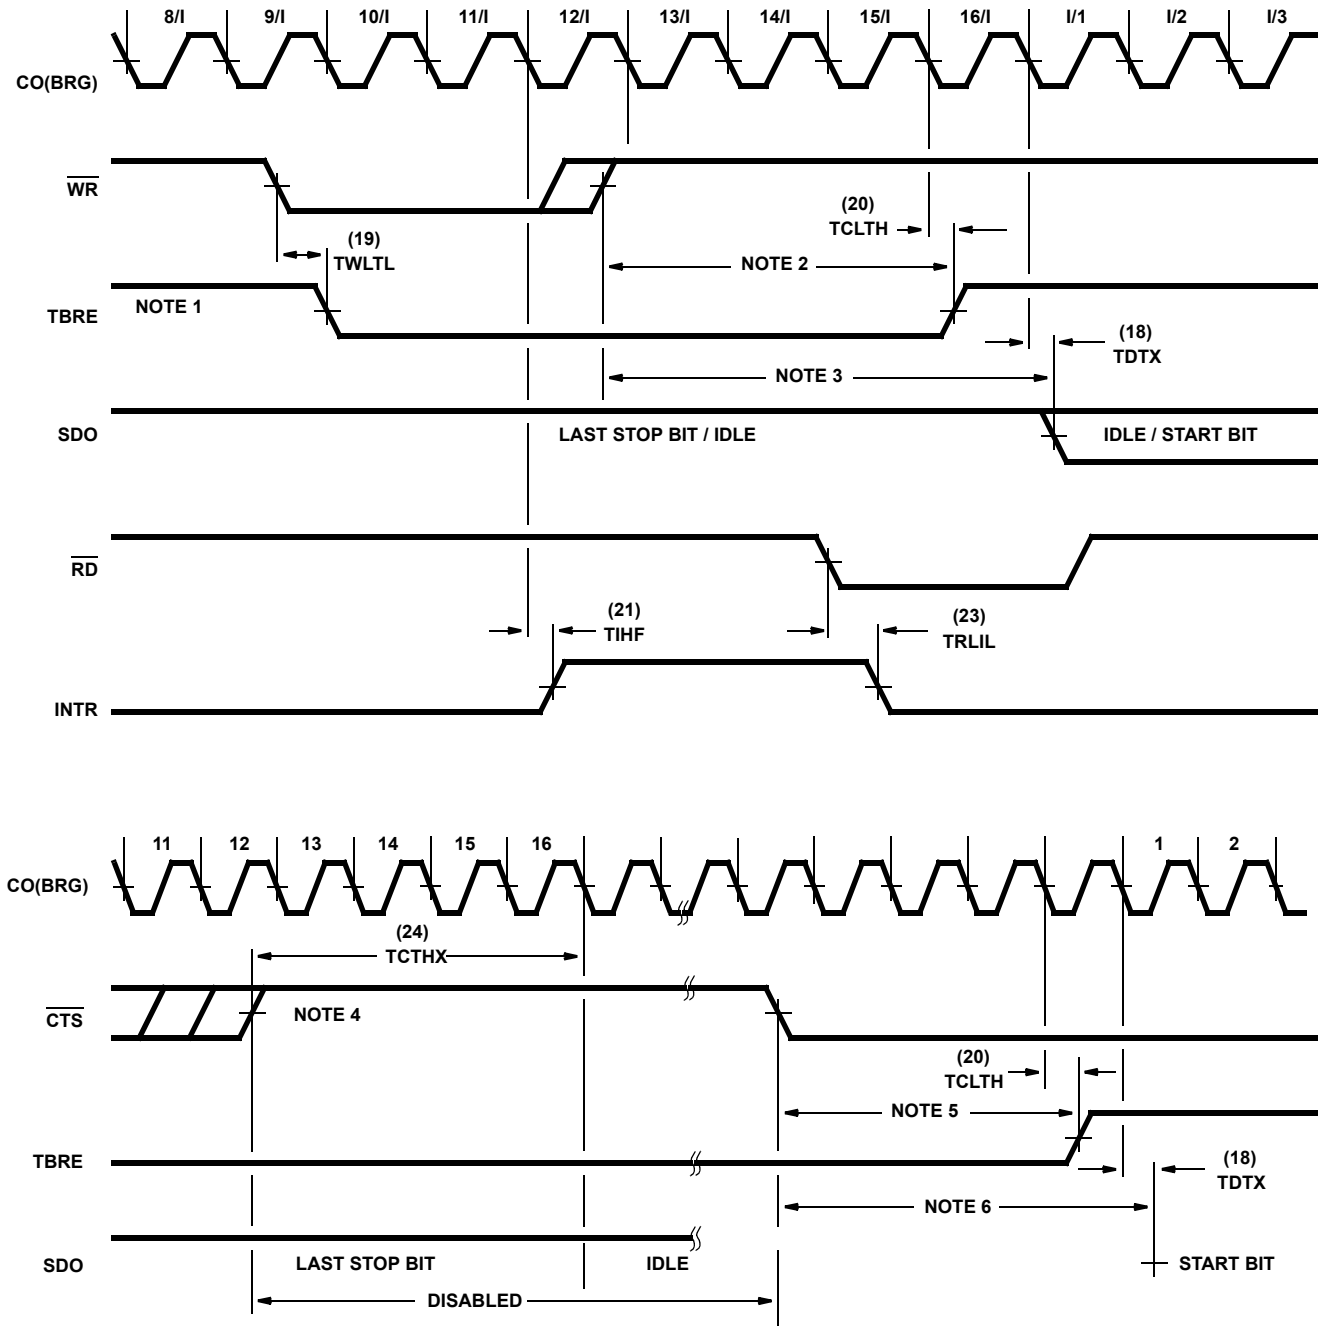 8/I 9/I 10/I 11/I 12/I 13/I 14/I 15/I 16/I I/1 I/2 I/3
CO(BRG)
WR
(19)
TWLTL
(20)
TCLTH
NOTE 2
TBRE
NOTE 1
(18)
TDTX
NOTE 3
SDO
LAST STOP BIT / IDLE
IDLE / START BIT
RD
(21)
TIHF
(23)
TRLIL
INTR
11 12 13 14 15 16 1 2
CO(BRG)
(24)
TCTHX
CTS
NOTE 4
(20)
TCLTH
NOTE 5
TBRE
(18)
TDTX
NOTE 6
SDO
LAST STOP BIT
IDLE
START BIT
DISABLED